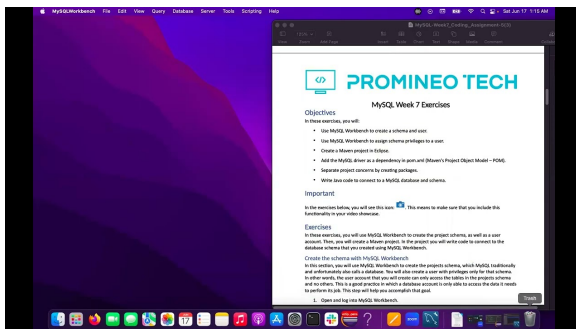 MySQLWorkbench File Edit View Query Database Server Tools Scripting Help
Sat Jun 17 1:15 AM
MySQL-Week7_Coding_Assignment-5(3)
PROMINEO TECH
MySQL Week 7 Exercises
Objectives
In these exercises, you will:
• Use MySQL Workbench to create a schema and user.
• Use MySQL Workbench to assign schema privileges to a user.
• Create a Maven project in Eclipse.
• Add the MySQL driver as a dependency in pom.xml (Maven's Project Object Model – POM).
• Separate project concerns by creating packages.
• Write Java code to connect to a MySQL database and schema.
Important
In the exercises below, you will see this icon: This means to make sure that you include this
functionality in your video showcase.
Exercises
In these exercises, you will use MySQL Workbench to create the project schema, as well as a user
account. Then, you will create a Maven project. In the project you will write code to connect to the
database schema that you created using MySQL Workbench.
Create the schema with MySQL Workbench
In this section, you will use MySQL Workbench to create the projects schema, which MySQL traditionally
and unfortunately also calls a database. You will also create a user with privileges only for that schema.
In other words, the user account that you will create can only access the tables in the projects schema
and no others. This is a good practice in which a database account is only able to access the data it needs
to perform its job. This step will help you accomplish that goal.
1. Open and log into MySQL Workbench.
Trash
17
zoom